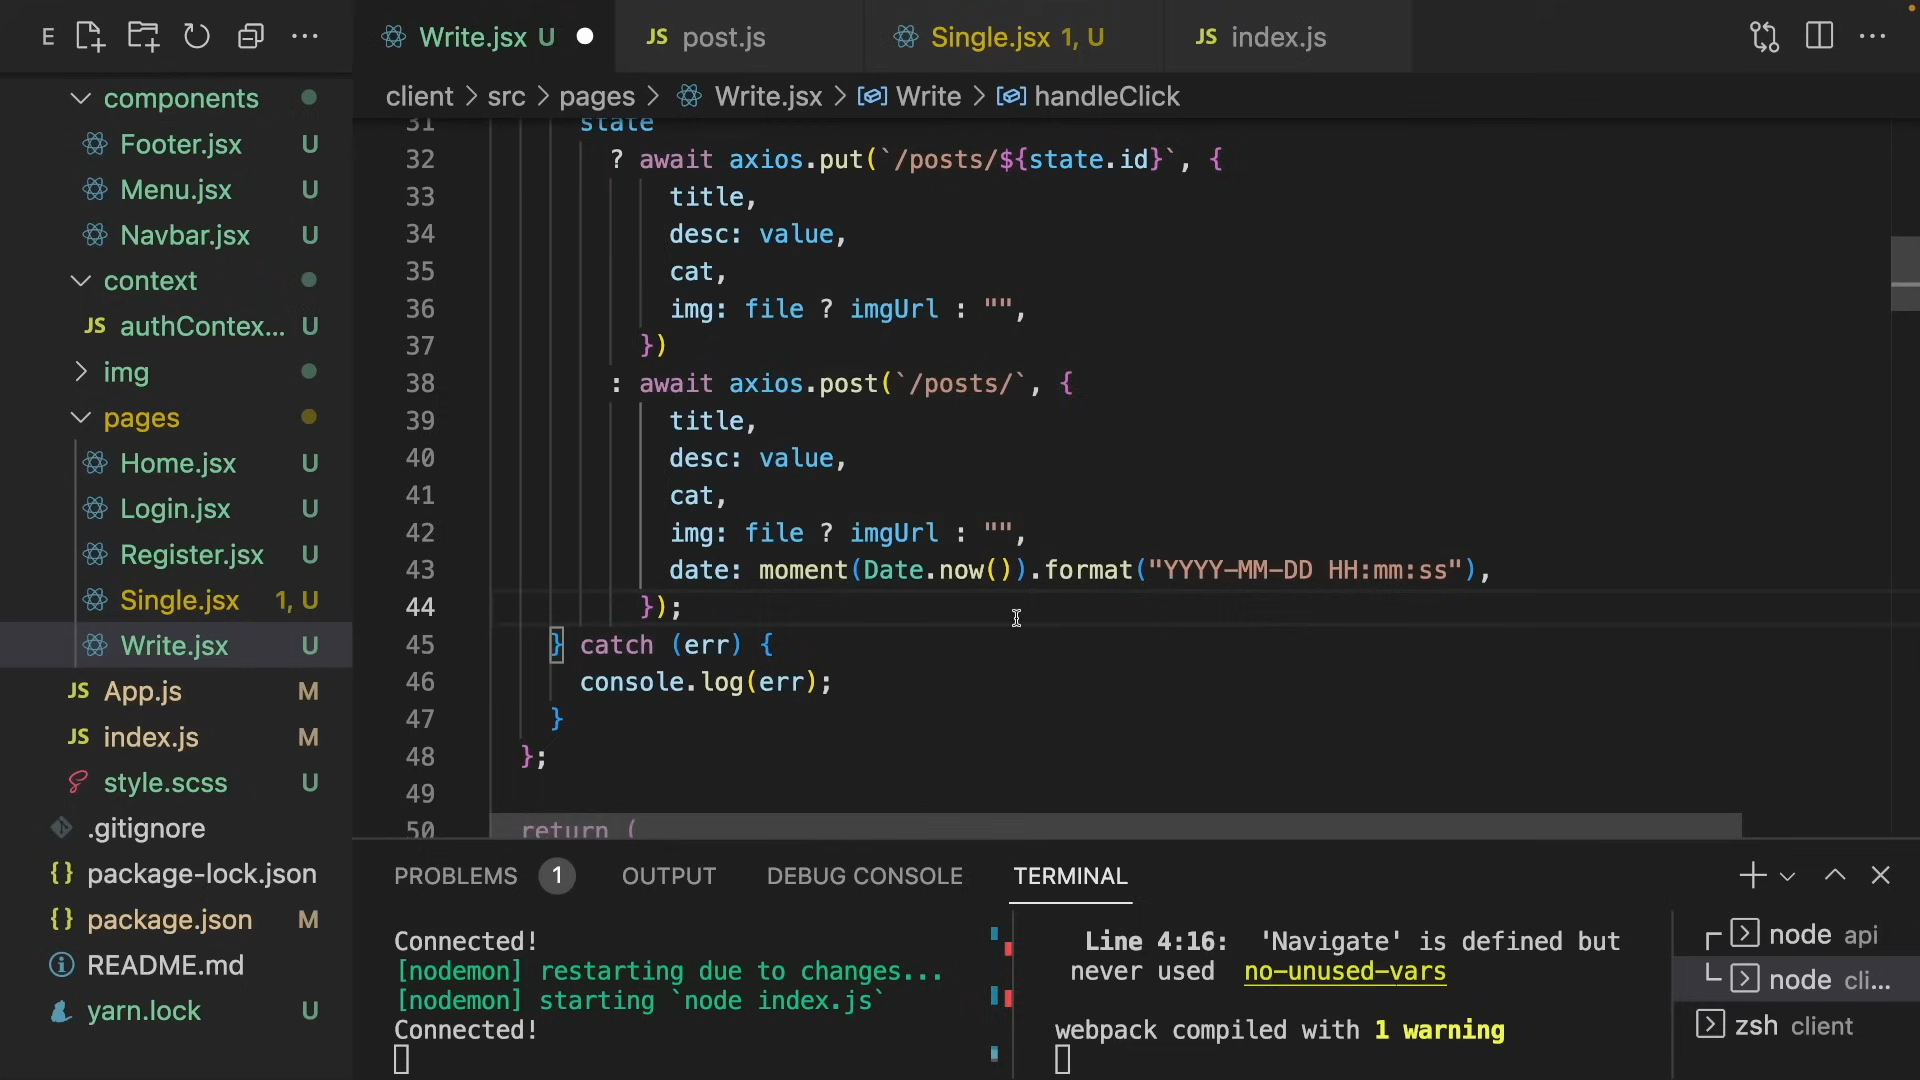 E
Write.jsx U
JS post.js
Single.jsx 1, U
JS index.js
client > src > pages > Write.jsx > Write > handleClick
components
Footer.jsx U
Menu.jsx U
Navbar.jsx U
context
JS authContex... U
img
pages
Home.jsx U
Login.jsx U
Register.jsx U
Single.jsx 1, U
Write.jsx U
JS App.js M
JS index.js M
style.scss U
.gitignore
{} package-lock.json
{} package.json M
README.md
yarn.lock U
31 state
32 ? await axios.put(`/posts/${state.id}`, {
33 title,
34 desc: value,
35 cat,
36 img: file ? imgUrl : "",
37 })
38 : await axios.post(`/posts/`, {
39 title,
40 desc: value,
41 cat,
42 img: file ? imgUrl : "",
43 date: moment(Date.now()).format("YYYY-MM-DD HH:mm:ss"),
44 });
45 } catch (err) {
46 console.log(err);
47 }
48 };
49
50 return (
PROBLEMS 1 OUTPUT DEBUG CONSOLE TERMINAL
Connected!
[nodemon] restarting due to changes...
[nodemon] starting `node index.js`
Connected!
Line 4:16: 'Navigate' is defined but
never used no-unused-vars
webpack compiled with 1 warning
node api
node cli...
zsh client